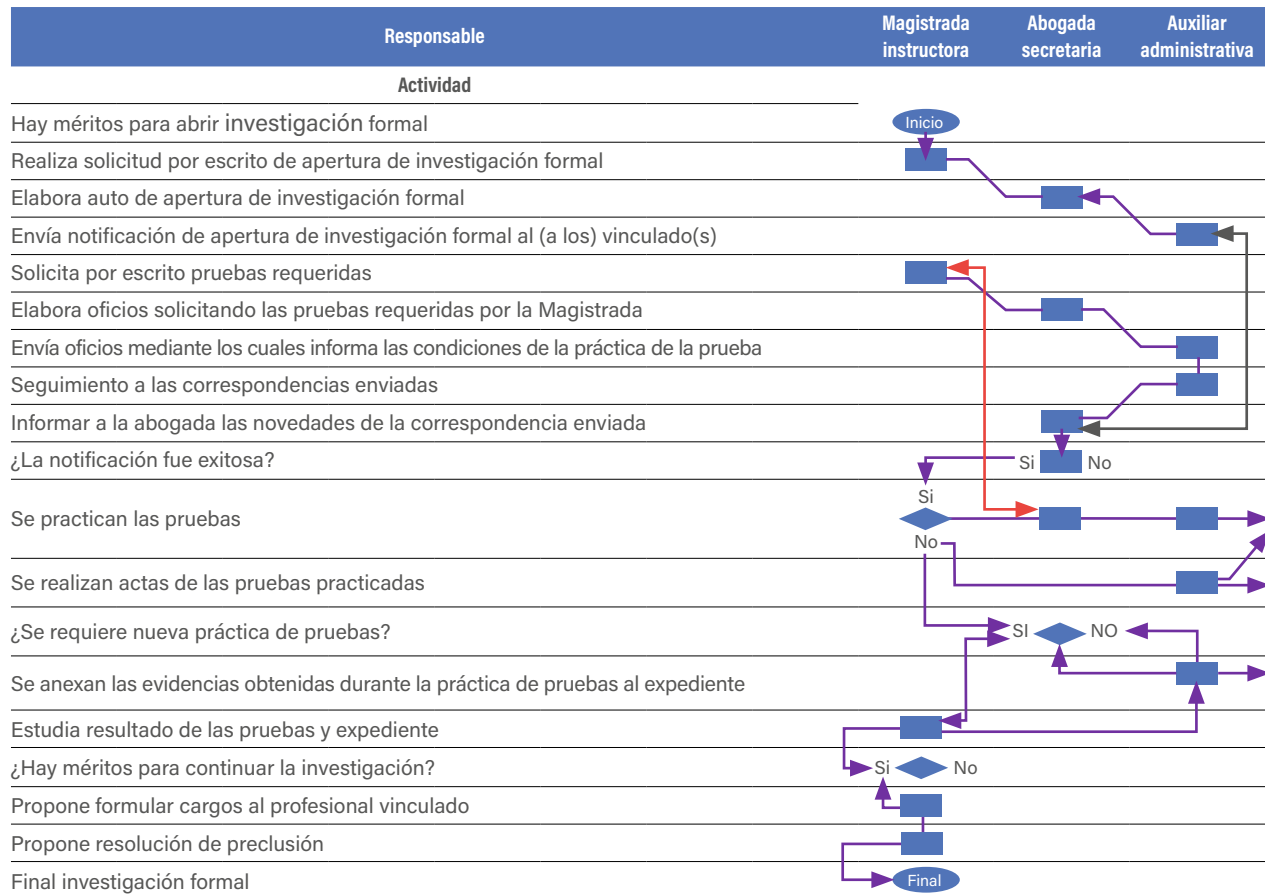 Responsable
Magistrada instructora
Abogada secretaria
Auxiliar administrativa
Actividad
Hay méritos para abrir investigación formal
Inicio
Realiza solicitud por escrito de apertura de investigación formal
Elabora auto de apertura de investigación formal
Envía notificación de apertura de investigación formal al (a los) vinculado(s)
Solicita por escrito pruebas requeridas
Elabora oficios solicitando las pruebas requeridas por la Magistrada
Envía oficios mediante los cuales informa las condiciones de la práctica de la prueba
Seguimiento a las correspondencias enviadas
Informar a la abogada las novedades de la correspondencia enviada
¿La notificación fue exitosa?
Si No
Si
Se practican las pruebas
No
Se realizan actas de las pruebas practicadas
¿Se requiere nueva práctica de pruebas?
SI NO
Se anexan las evidencias obtenidas durante la práctica de pruebas al expediente
Estudia resultado de las pruebas y expediente
¿Hay méritos para continuar la investigación?
Si No
Propone formular cargos al profesional vinculado
Propone resolución de preclusión
Final investigación formal
Final